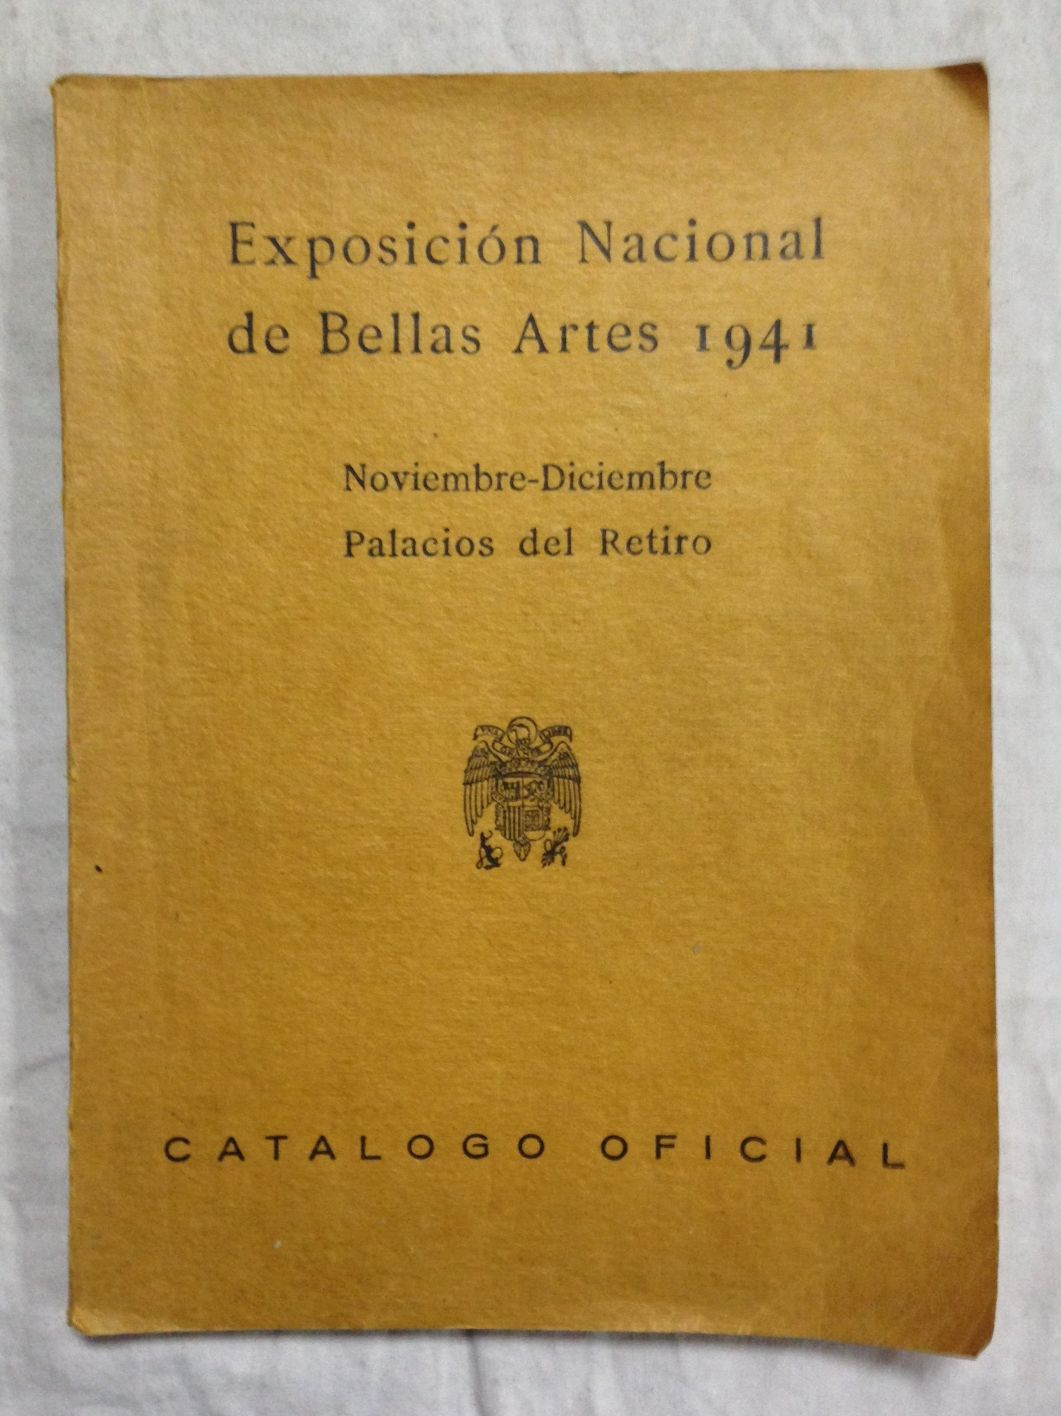 Exposición Nacional
de Bellas Artes 1941
Noviembre-Diciembre
Palacios del Retiro
CATALOGO OFICIAL